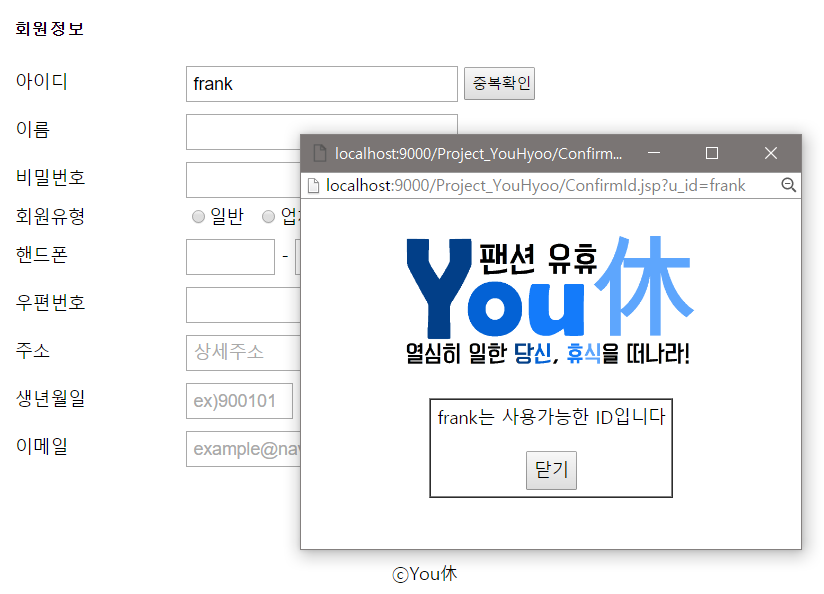 회원정보
아이디 frank 중복확인
이름
비밀번호
회원유형 일반 업
핸드폰 -
우편번호
주소 상세주소
생년월일 ex)900101
이메일 example@na
localhost:9000/Project_YouHyoo/Confirm...
localhost:9000/Project_YouHyoo/ConfirmId.jsp?u_id=frank
팬션 유휴
You休
열심히 일한 당신, 휴식을 떠나라!
frank는 사용가능한 ID입니다
닫기
ⓒYou休